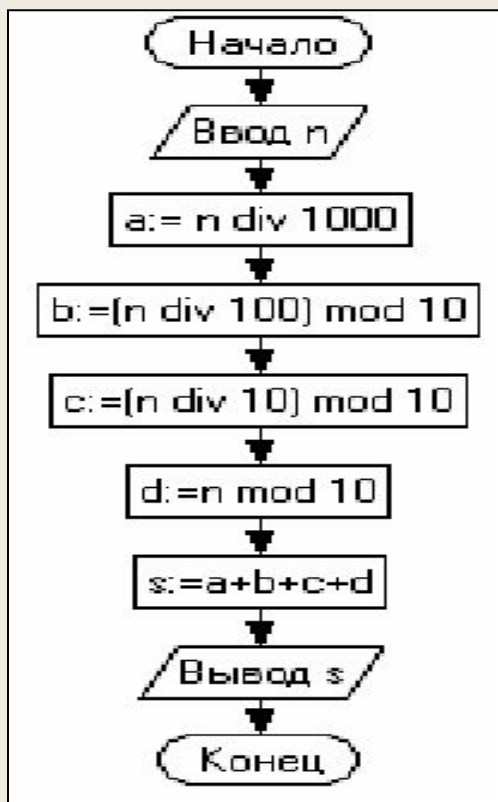 Начало
Ввод n
a:= n div 1000
b:=(n div 100) mod 10
c:=(n div 10) mod 10
d:=n mod 10
s:=a+b+c+d
Вывод s
Конец